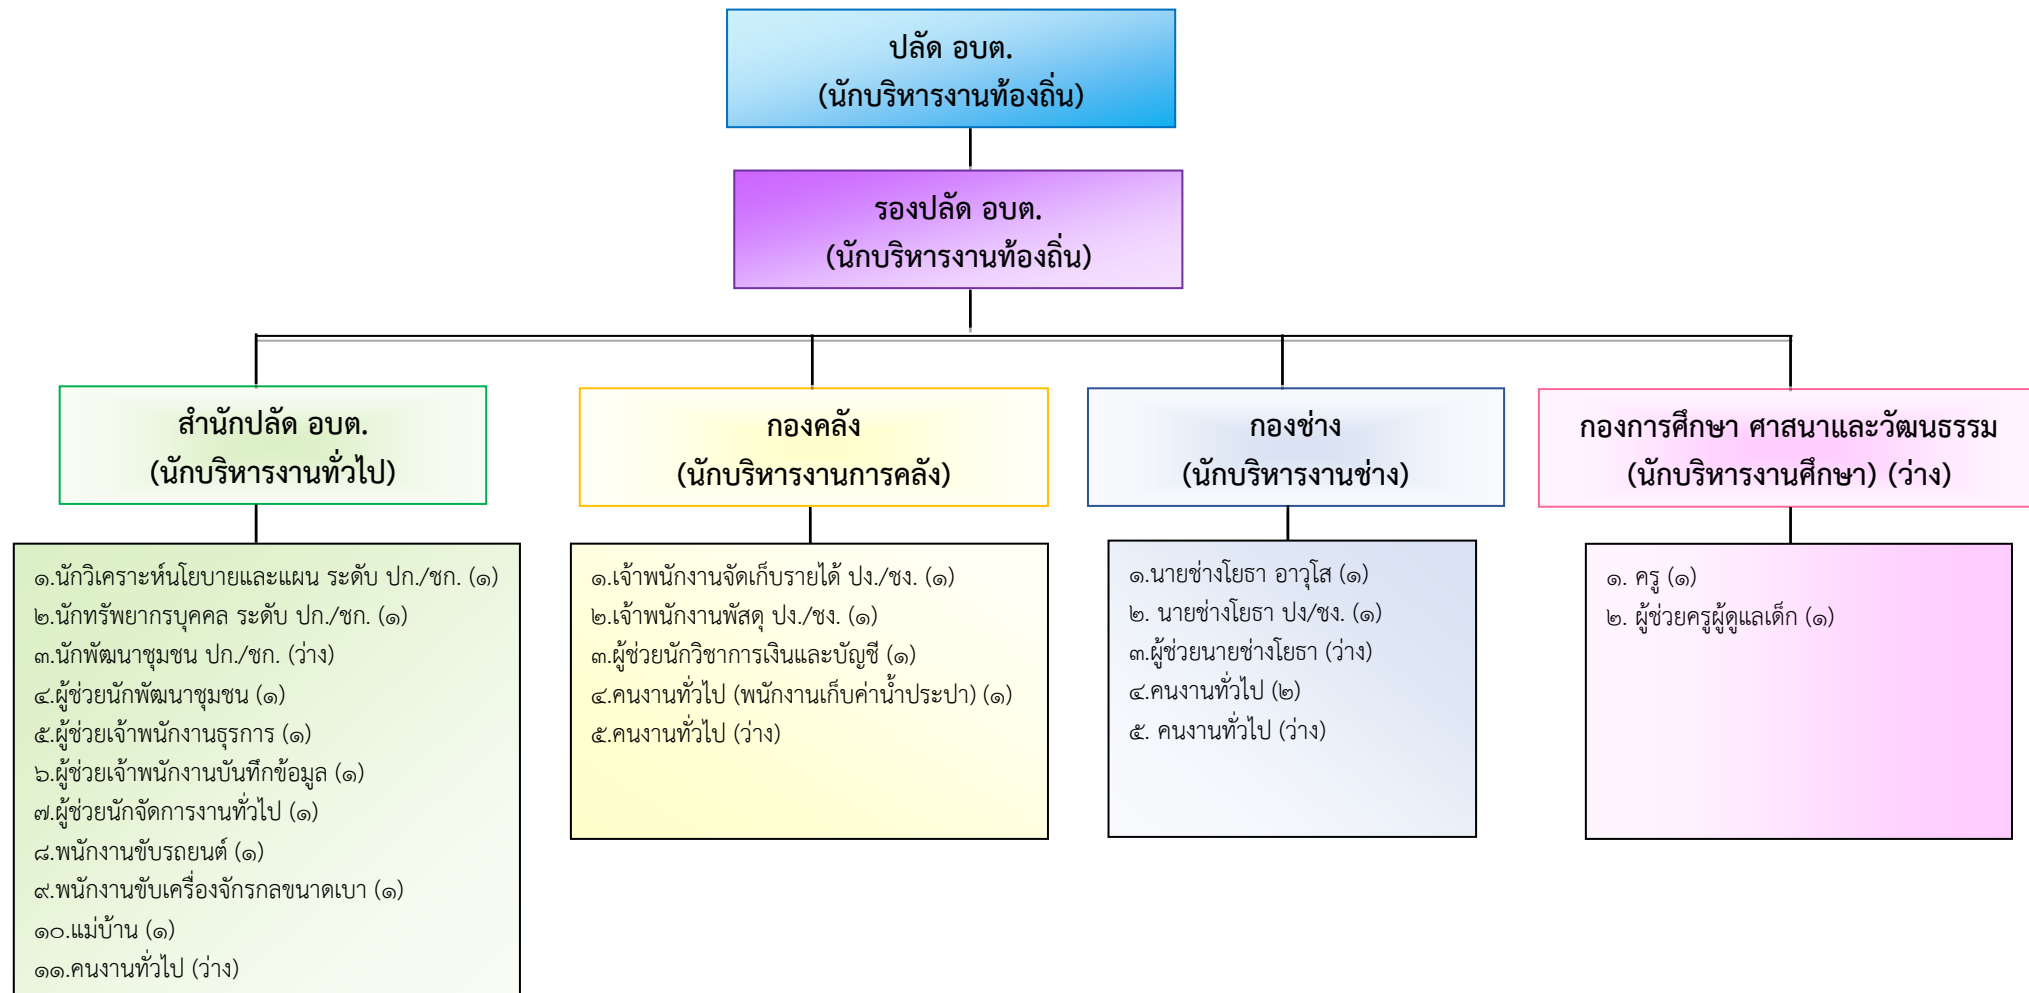 ปลัด อบต.
(นักบริหารงานท้องถิ่น)
รองปลัด อบต.
(นักบริหารงานท้องถิ่น)
สำนักปลัด อบต.
(นักบริหารงานทั่วไป)
๑.นักวิเคราะห์นโยบายและแผน ระดับ ปก./ชก. (๑)
๒.นักทรัพยากรบุคคล ระดับ ปก./ชก. (๑)
๓.นักพัฒนาชุมชน ปก./ชก. (ว่าง)
๔.ผู้ช่วยนักพัฒนาชุมชน (๑)
๕.ผู้ช่วยเจ้าพนักงานธุรการ (๑)
๖.ผู้ช่วยเจ้าพนักงานบันทึกข้อมูล (๑)
๗.ผู้ช่วยนักจัดการงานทั่วไป (๑)
๘.พนักงานขับรถยนต์ (๑)
๙.พนักงานขับเครื่องจักรกลขนาดเบา (๑)
๑๐.แม่บ้าน (๑)
๑๑.คนงานทั่วไป (ว่าง)
กองคลัง
(นักบริหารงานการคลัง)
๑.เจ้าพนักงานจัดเก็บรายได้ ปง./ชง. (๑)
๒.เจ้าพนักงานพัสดุ ปง./ชง. (๑)
๓.ผู้ช่วยนักวิชาการเงินและบัญชี (๑)
๔.คนงานทั่วไป (พนักงานเก็บค่าน้ำประปา) (๑)
๕.คนงานทั่วไป (ว่าง)
กองช่าง
(นักบริหารงานช่าง)
๑.นายช่างโยธา อาวุโส (๑)
๒. นายช่างโยธา ปง/ชง. (๑)
๓.ผู้ช่วยนายช่างโยธา (ว่าง)
๔.คนงานทั่วไป (๒)
๕. คนงานทั่วไป (ว่าง)
กองการศึกษา ศาสนาและวัฒนธรรม
(นักบริหารงานศึกษา) (ว่าง)
๑. ครู (๑)
๒. ผู้ช่วยครูผู้ดูแลเด็ก (๑)